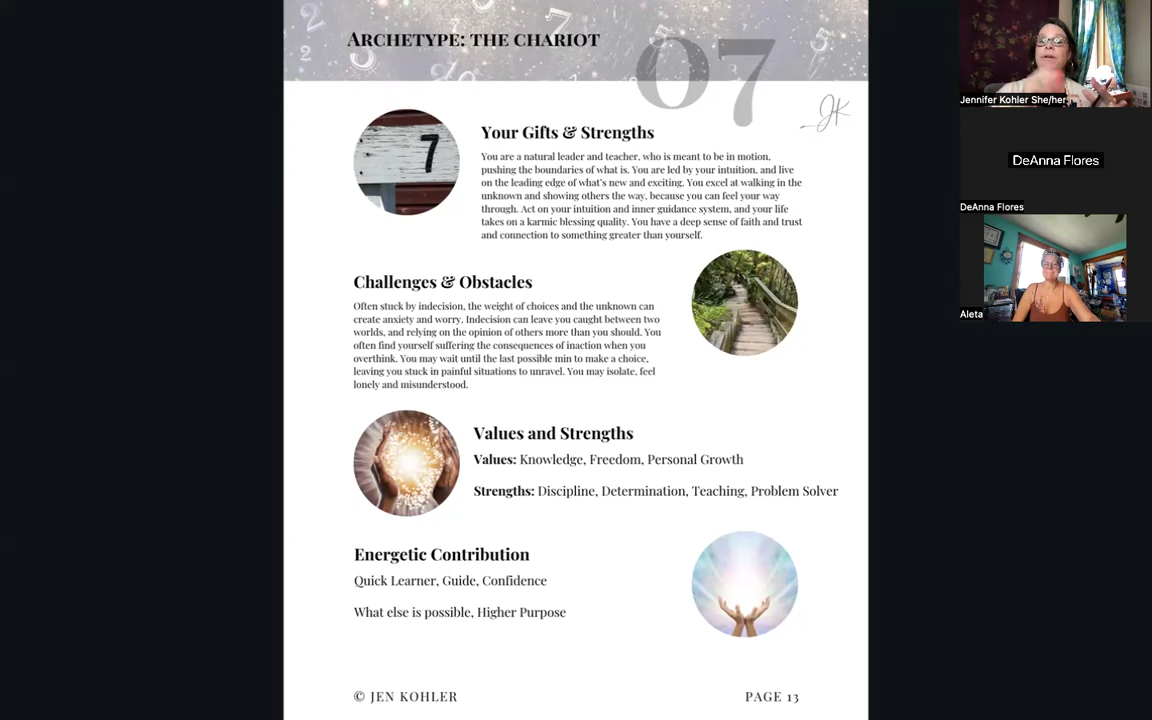 ARCHETYPE: THE CHARIOT
07
JK
7
Your Gifts & Strengths
You are a natural leader and teacher, who is meant to be in motion,
pushing the boundaries of what is. You are led by your intuition, and live
on the leading edge of what's new and exciting. You excel at walking in the
unknown and showing others the way, because you can feel your way
through. Act on your intuition and inner guidance system, and your life
takes on a karmic blessing quality. You have a deep sense of faith and trust
and connection to something greater than yourself.
Challenges & Obstacles
Often stuck by indecision, the weight of choices and the unknown can
create anxiety and worry. Indecision can leave you caught between two
worlds, and relying on the opinion of others more than you should. You
often find yourself suffering the consequences of inaction when you
overthink. You may wait until the last possible min to make a choice,
leaving you stuck in painful situations to unravel. You may isolate, feel
lonely and misunderstood.
Values and Strengths
Values: Knowledge, Freedom, Personal Growth
Strengths: Discipline, Determination, Teaching, Problem Solver
Energetic Contribution
Quick Learner, Guide, Confidence
What else is possible, Higher Purpose
© JEN KOHLER
PAGE 13
Jennifer Kohler She/her
DeAnna Flores
DeAnna Flores
Aleta